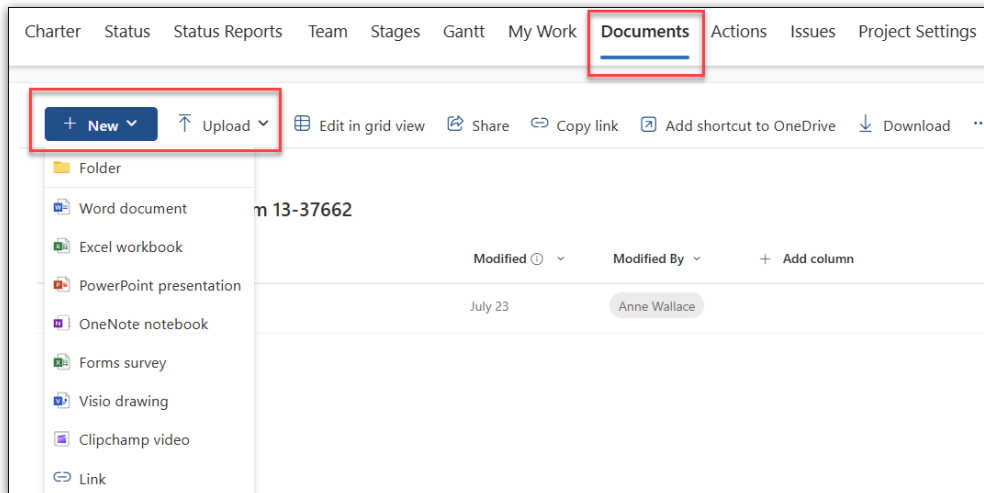 Charter Status Status Reports Team Stages Gantt My Work Documents Actions Issues Project Settings
+ New Upload Edit in grid view Share Copy link Add shortcut to OneDrive Download ...
Folder
Word document
m 13-37662
Excel workbook
Modified Modified By + Add column
PowerPoint presentation
July 23 Anne Wallace
OneNote notebook
Forms survey
Visio drawing
Clipchamp video
Link